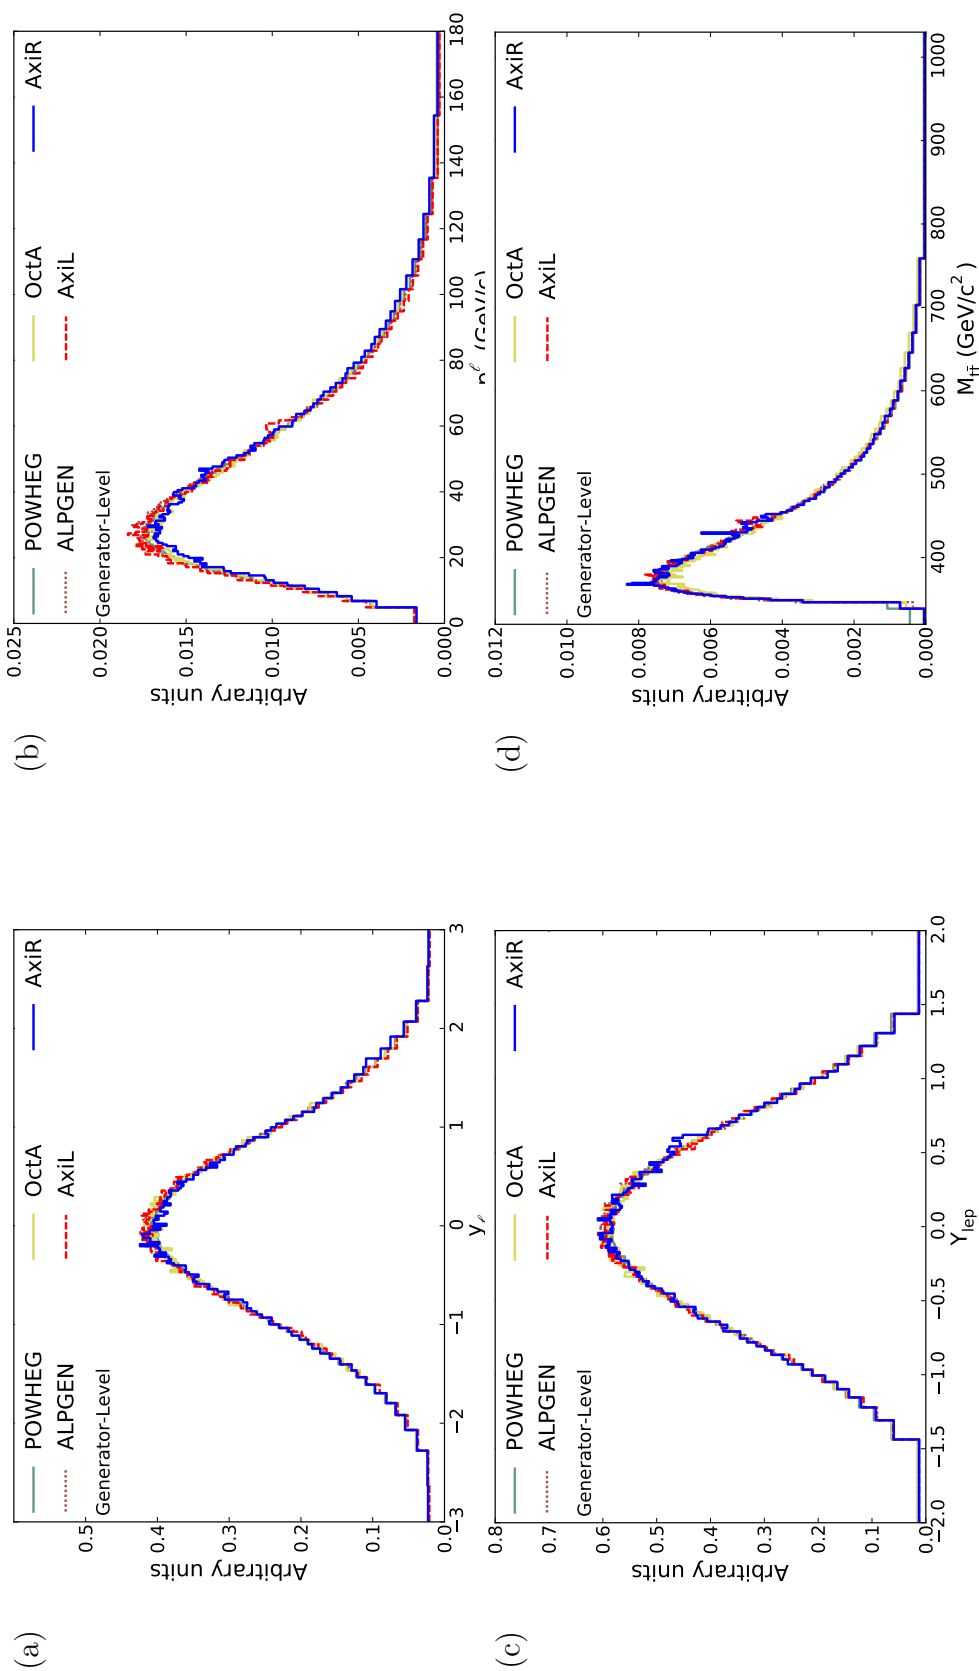 (a)
Arbitrary units
0.5
0.4
0.3
0.2
0.1
0.0
POWHEG OctA AxiR
ALPGEN AxiL
Generator-Level
−3 −2 −1 0 1 2 3
y
(b)
Arbitrary units
0.025
0.020
0.015
0.010
0.005
0.000
POWHEG OctA AxiR
ALPGEN AxiL
Generator-Level
0 20 40 60 80 100 120 140 160 180
(c)
Arbitrary units
0.8
0.7
0.6
0.5
0.4
0.3
0.2
0.1
0.0
POWHEG OctA AxiR
ALPGEN AxiL
Generator-Level
−2.0 −1.5 −1.0 −0.5 0.0 0.5 1.0 1.5 2.0
Ylep
(d)
Arbitrary units
0.012
0.010
0.008
0.006
0.004
0.002
0.000
POWHEG OctA AxiR
ALPGEN AxiL
Generator-Level
400 500 600 700 800 900 1000
Mtt̄ (GeV/c²)